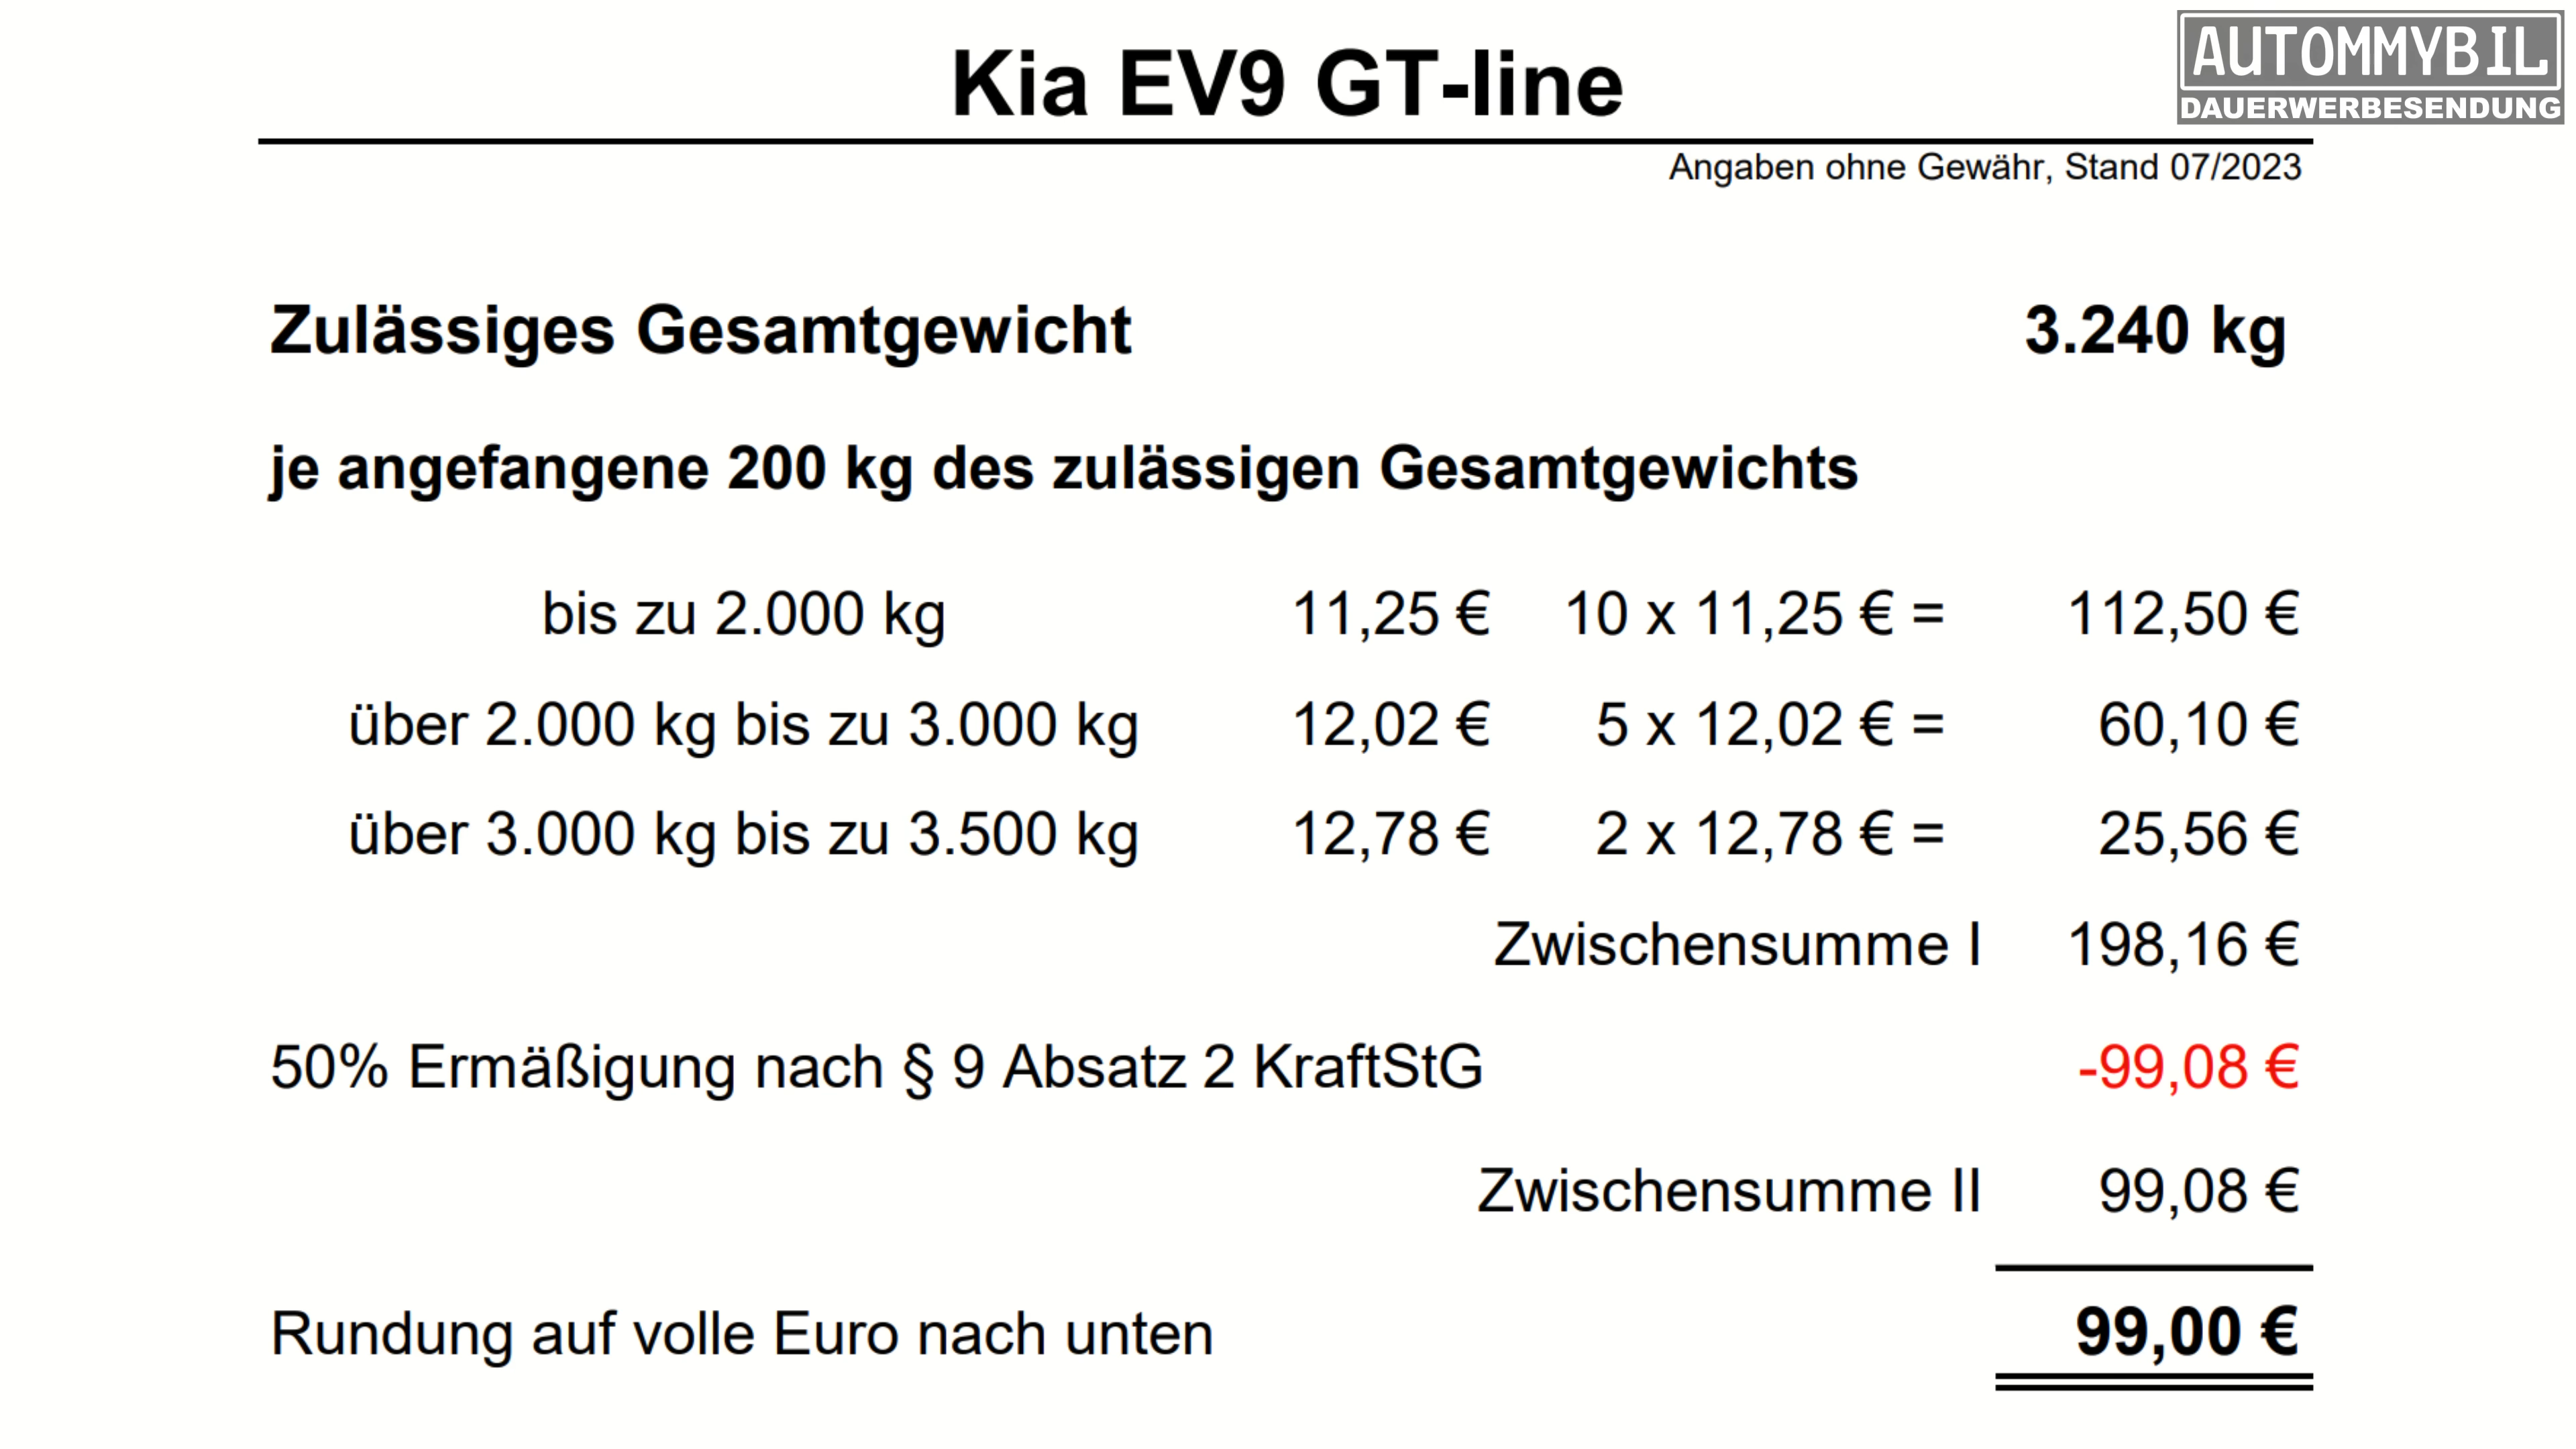 Kia EV9 GT-line
AUTOMMYBIL
DAUERWERBESENDUNG
Angaben ohne Gewähr, Stand 07/2023
Zulässiges Gesamtgewicht 3.240 kg
je angefangene 200 kg des zulässigen Gesamtgewichts
bis zu 2.000 kg 11,25 € 10 x 11,25 € = 112,50 €
über 2.000 kg bis zu 3.000 kg 12,02 € 5 x 12,02 € = 60,10 €
über 3.000 kg bis zu 3.500 kg 12,78 € 2 x 12,78 € = 25,56 €
Zwischensumme I 198,16 €
50% Ermäßigung nach § 9 Absatz 2 KraftStG -99,08 €
Zwischensumme II 99,08 €
Rundung auf volle Euro nach unten 99,00 €